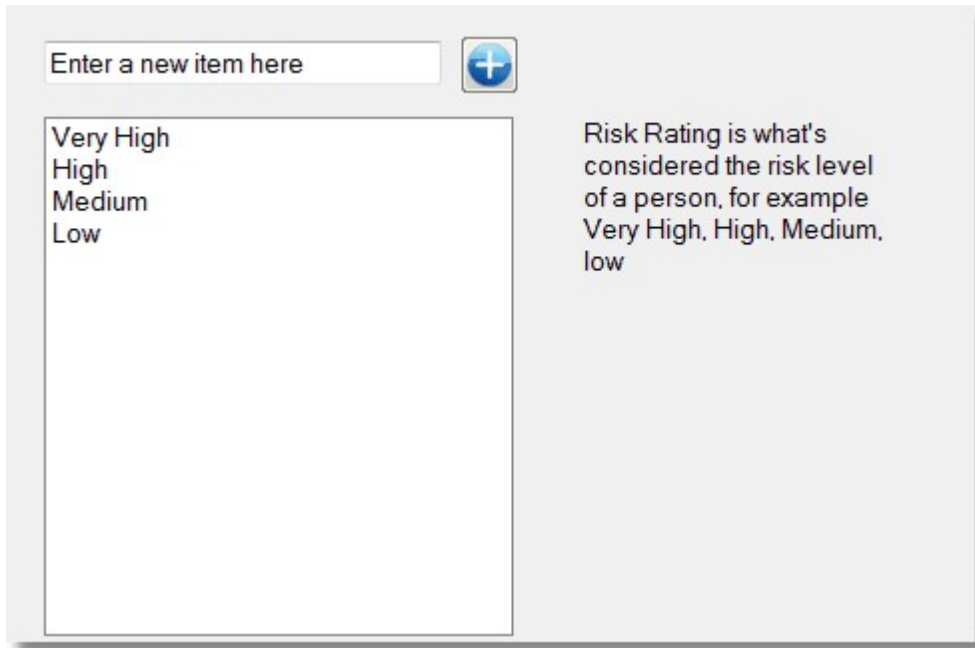 Enter a new item here
Very High
High
Medium
Low
Risk Rating is what's
considered the risk level
of a person, for example
Very High, High, Medium,
low